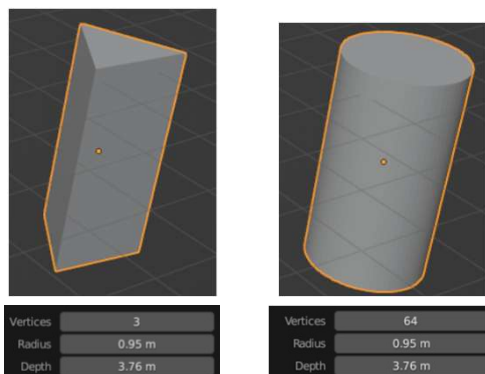 Vertices 3
Radius 0.95 m
Depth 3.76 m
Vertices 64
Radius 0.95 m
Depth 3.76 m